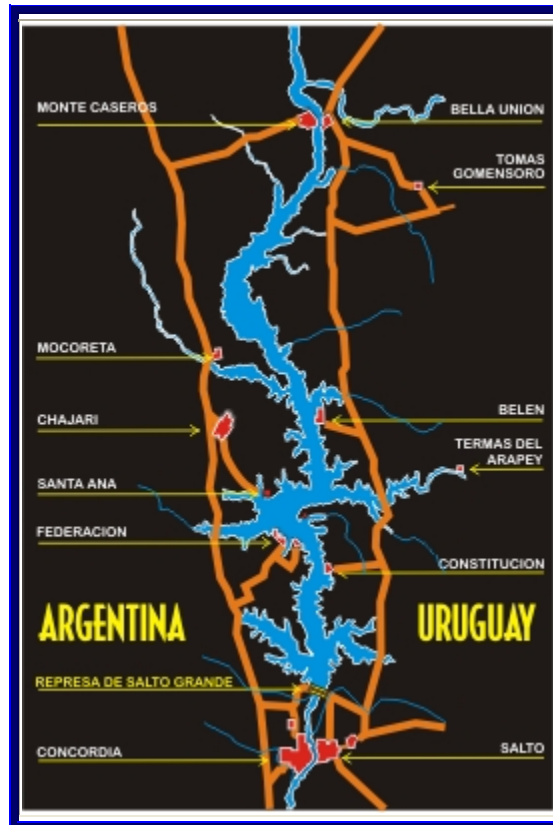 MONTE CASEROS
BELLA UNION
TOMAS
GOMENSORO
MOCORETA
CHAJARI
BELEN
TERMAS DEL
ARAPEY
SANTA ANA
FEDERACION
CONSTITUCION
ARGENTINA
URUGUAY
REPRESA DE SALTO GRANDE
CONCORDIA
SALTO